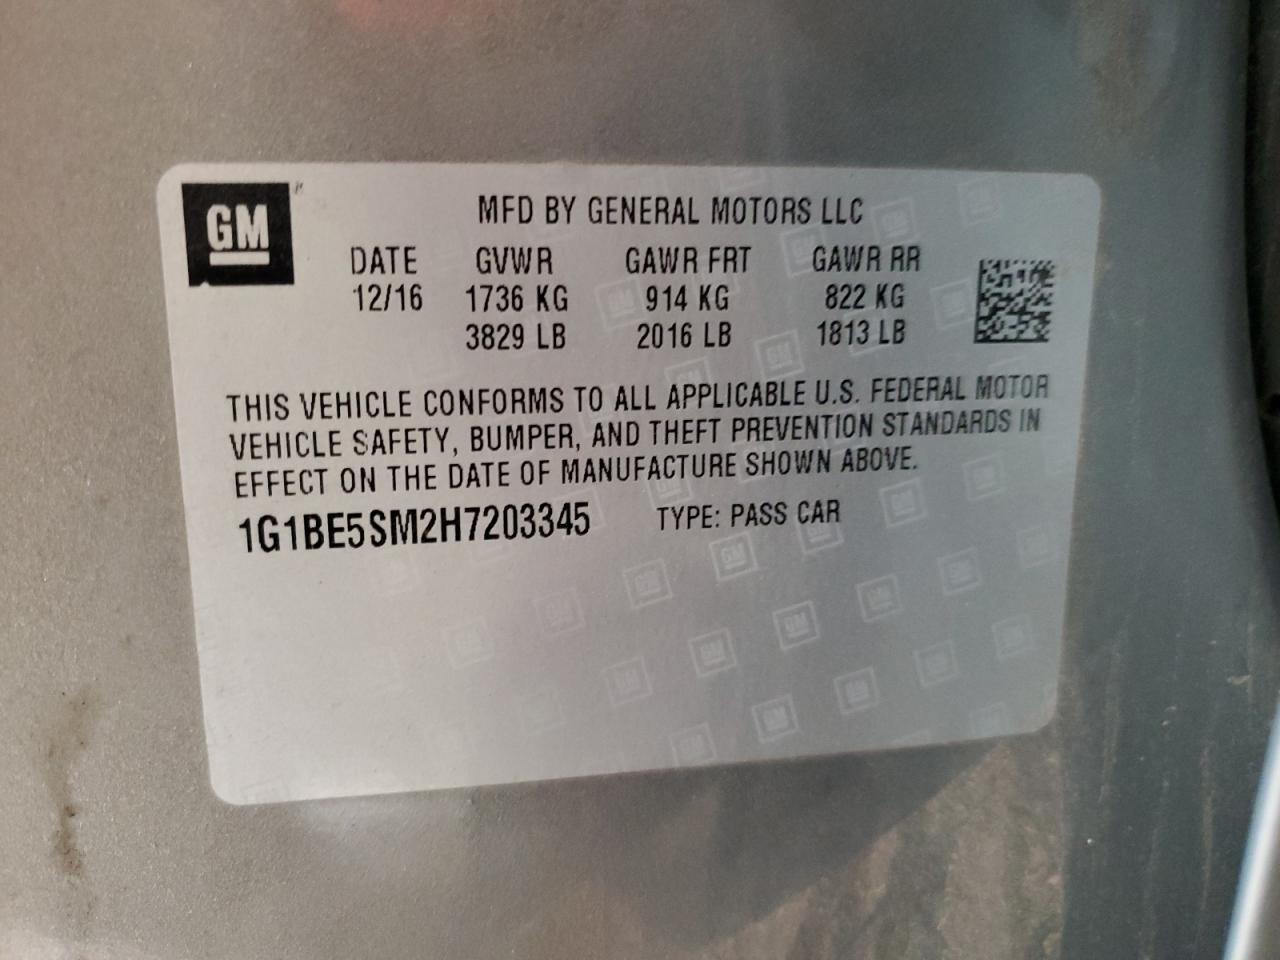 GM
MFD BY GENERAL MOTORS LLC
DATE GVWR GAWR FRT GAWR RR
12/16 1736 KG 914 KG 822 KG
3829 LB 2016 LB 1813 LB
THIS VEHICLE CONFORMS TO ALL APPLICABLE U.S. FEDERAL MOTOR
VEHICLE SAFETY, BUMPER, AND THEFT PREVENTION STANDARDS IN
EFFECT ON THE DATE OF MANUFACTURE SHOWN ABOVE.
1G1BE5SM2H7203345 TYPE: PASS CAR